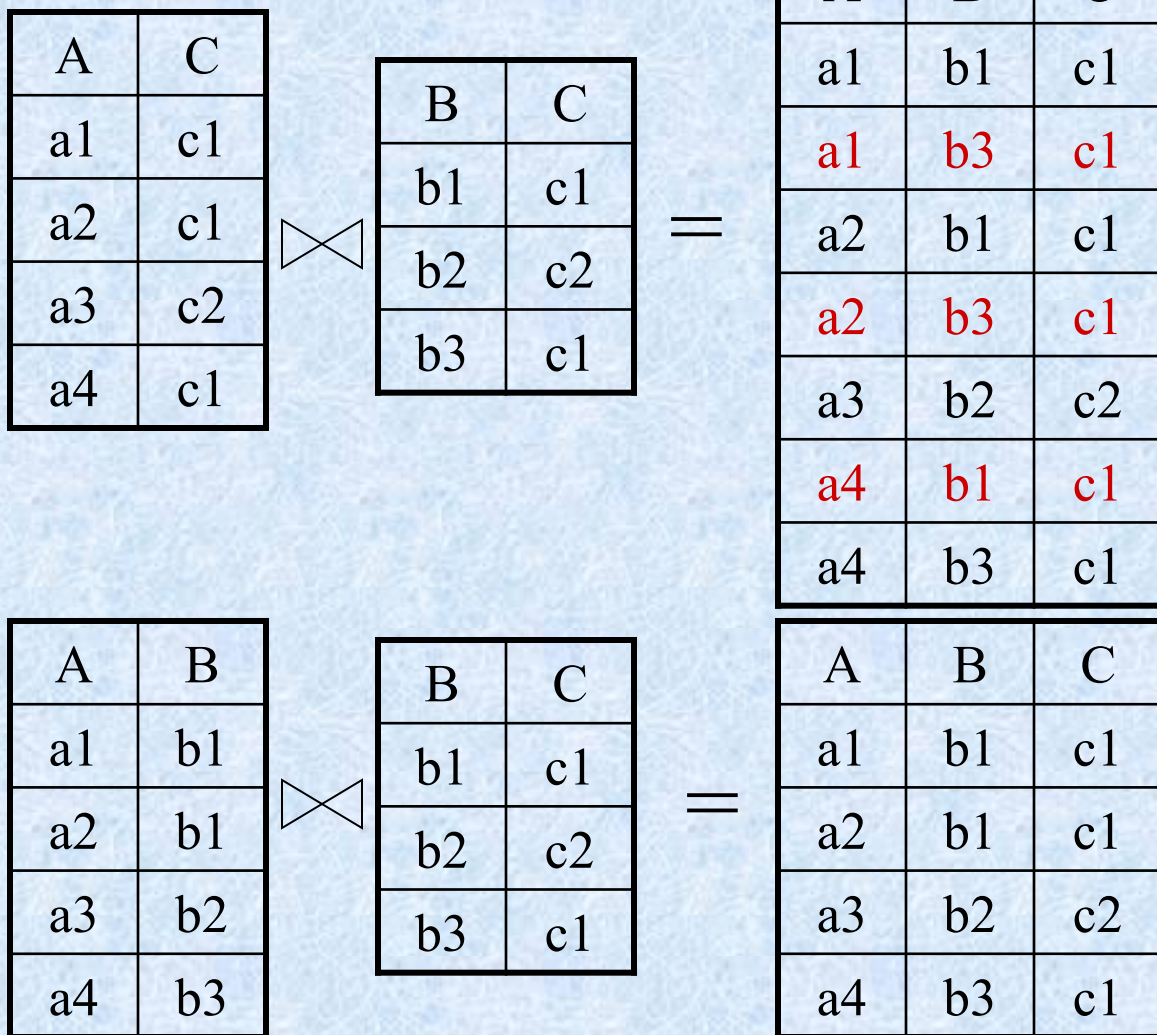 A C
a1 c1
a2 c1
a3 c2
a4 c1
B C
b1 c1
b2 c2
b3 c1
=
a1 b1 c1
a1 b3 c1
a2 b1 c1
a2 b3 c1
a3 b2 c2
a4 b1 c1
a4 b3 c1
A B
a1 b1
a2 b1
a3 b2
a4 b3
B C
b1 c1
b2 c2
b3 c1
=
A B C
a1 b1 c1
a2 b1 c1
a3 b2 c2
a4 b3 c1